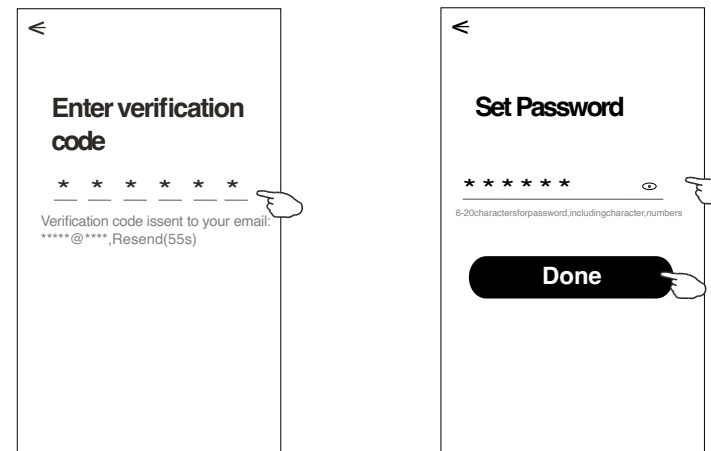 Enter verification
code
* * * * * *
Verification code issent to your email:
*****@****,Resend(55s)
Set Password
* * * * * *
6-20charactersforpassword,includingcharacter,numbers
Done